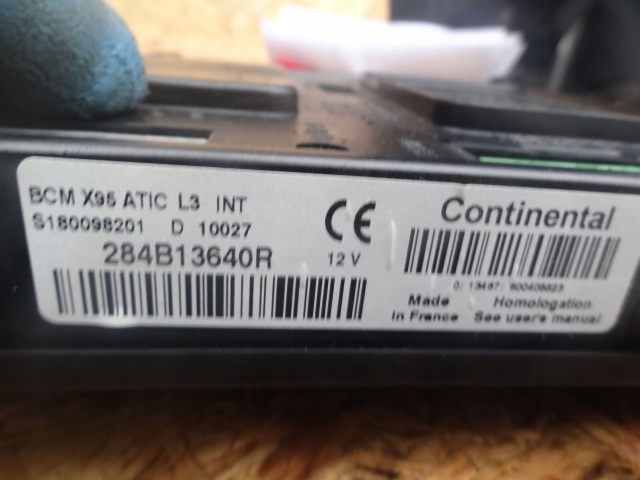 BCM X95 ATIC L3 INT
S180098201 D 10027
284B13640R
CE
12 V
Continental
Made in France
Homologation
See user's manual